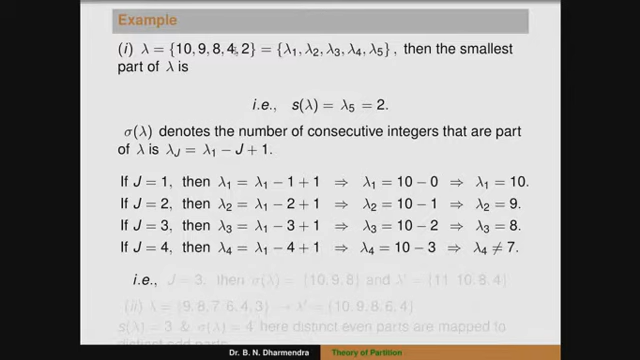 Example
(i) λ = {10, 9, 8, 4, 2} = {λ₁, λ₂, λ₃, λ₄, λ₅} , then the smallest
part of λ is
i.e., s(λ) = λ₅ = 2.
σ(λ) denotes the number of consecutive integers that are part
of λ is λ_J = λ₁ − J + 1.
If J = 1, then λ₁ = λ₁ − 1 + 1 ⇒ λ₁ = 10 − 0 ⇒ λ₁ = 10.
If J = 2, then λ₂ = λ₁ − 2 + 1 ⇒ λ₂ = 10 − 1 ⇒ λ₂ = 9.
If J = 3, then λ₃ = λ₁ − 3 + 1 ⇒ λ₃ = 10 − 2 ⇒ λ₃ = 8.
If J = 4, then λ₄ = λ₁ − 4 + 1 ⇒ λ₄ = 10 − 3 ⇒ λ₄ ≠ 7.
i.e., J = 3, then σ(λ) = {10, 9, 8} and λ′ = {11, 10, 8, 4}
(ii) λ = {9, 8, 7, 6, 4, 3} → λ′ = {10, 9, 8, 6, 4}
s(λ) = 3 & σ(λ) = 4 here distinct even parts are mapped to
distinct odd parts
Dr. B. N. Dharmendra Theory of Partition